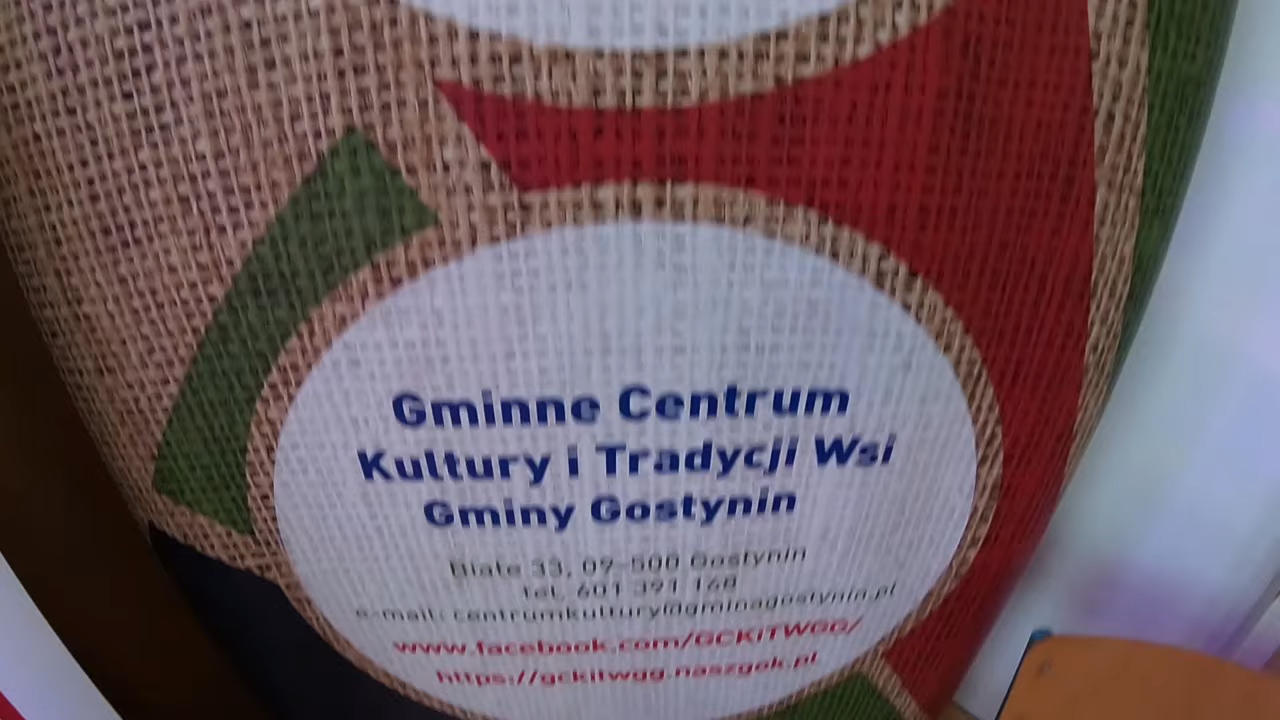 Gminne Centrum
Kultury i Tradycji Wsi
Gminy Gostynin
Białe 33, 09-500 Gostynin
tel. 601 391 168
e-mail: centrumkultury@gminagostynin.pl
www.facebook.com/GCKiTWGG/
https://gckitwgg.naszgok.pl